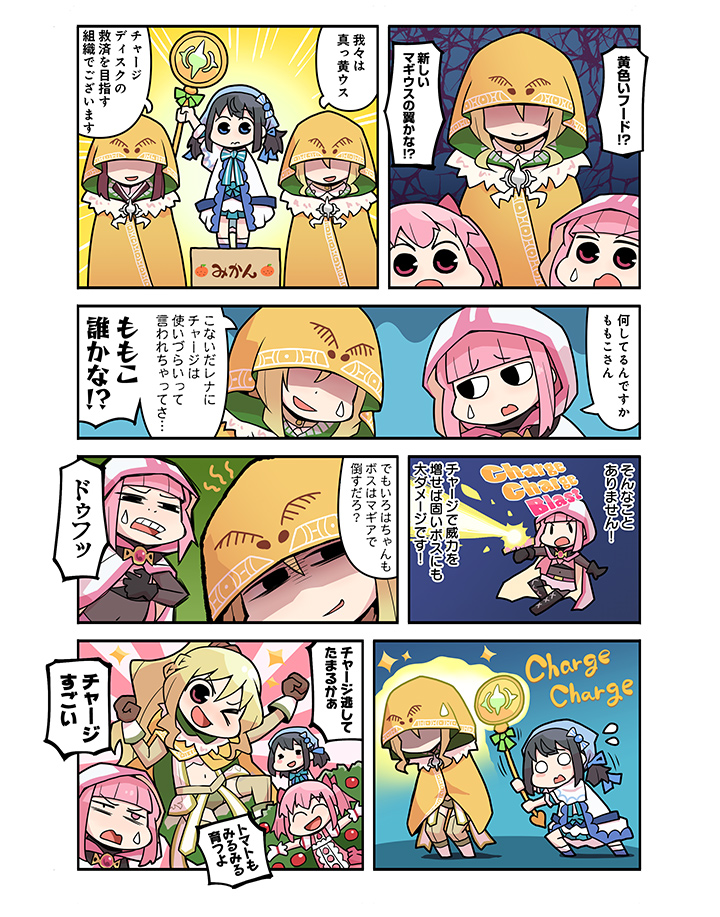 黄色いフード!?
新しい
マギウスの翼かな!?
我々は
真っ黄ウス
チャージ
ディスクの
救済を目指す
組織でございます
みかん
何してるんですか
ももこさん
こないだレナに
チャージは
使いづらいって
言われちゃってさ…
ももこ
誰かな!?
そんなこと
ありません！
Charge
Charge
Blast
チャージで威力を
増せば固いボスにも
大ダメージです！
でもいろはちゃんも
ボスはマギアで
倒すだろ？
ドゥフッ
Charge
Charge
チャージ逃して
たまるかぁ
チャージ
すごい
トマトも
みるみる
育つよ